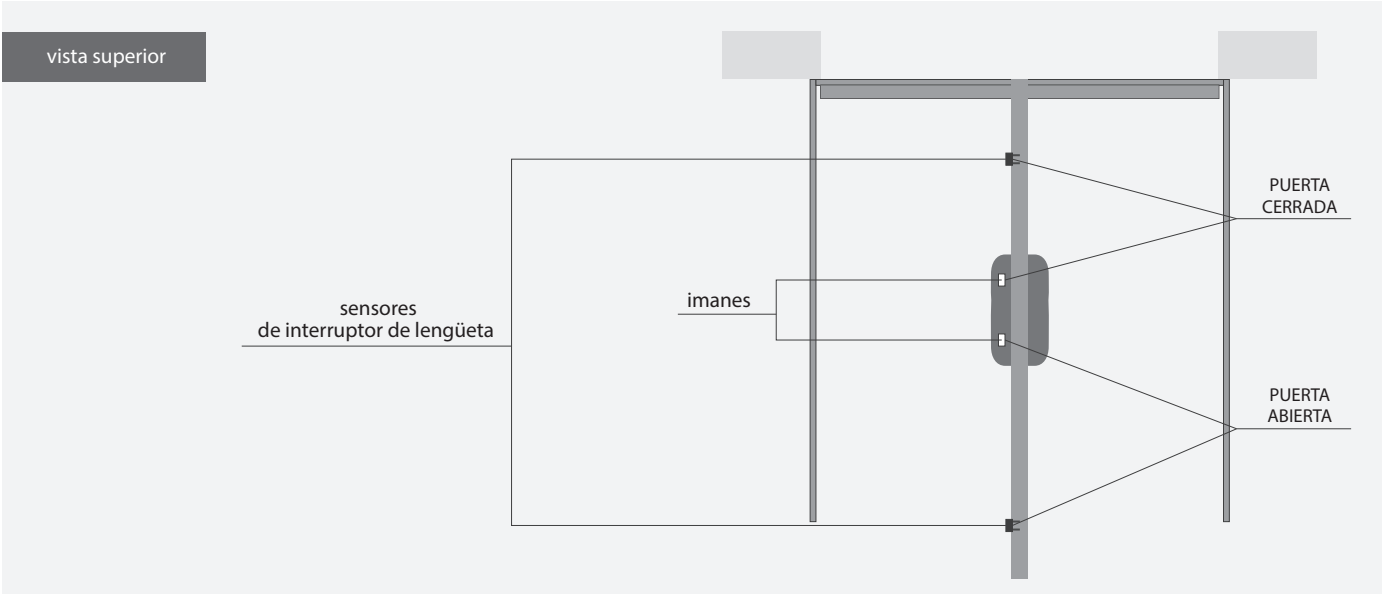 vista superior
PUERTA
CERRADA
imanes
sensores
de interruptor de lengüeta
PUERTA
ABIERTA